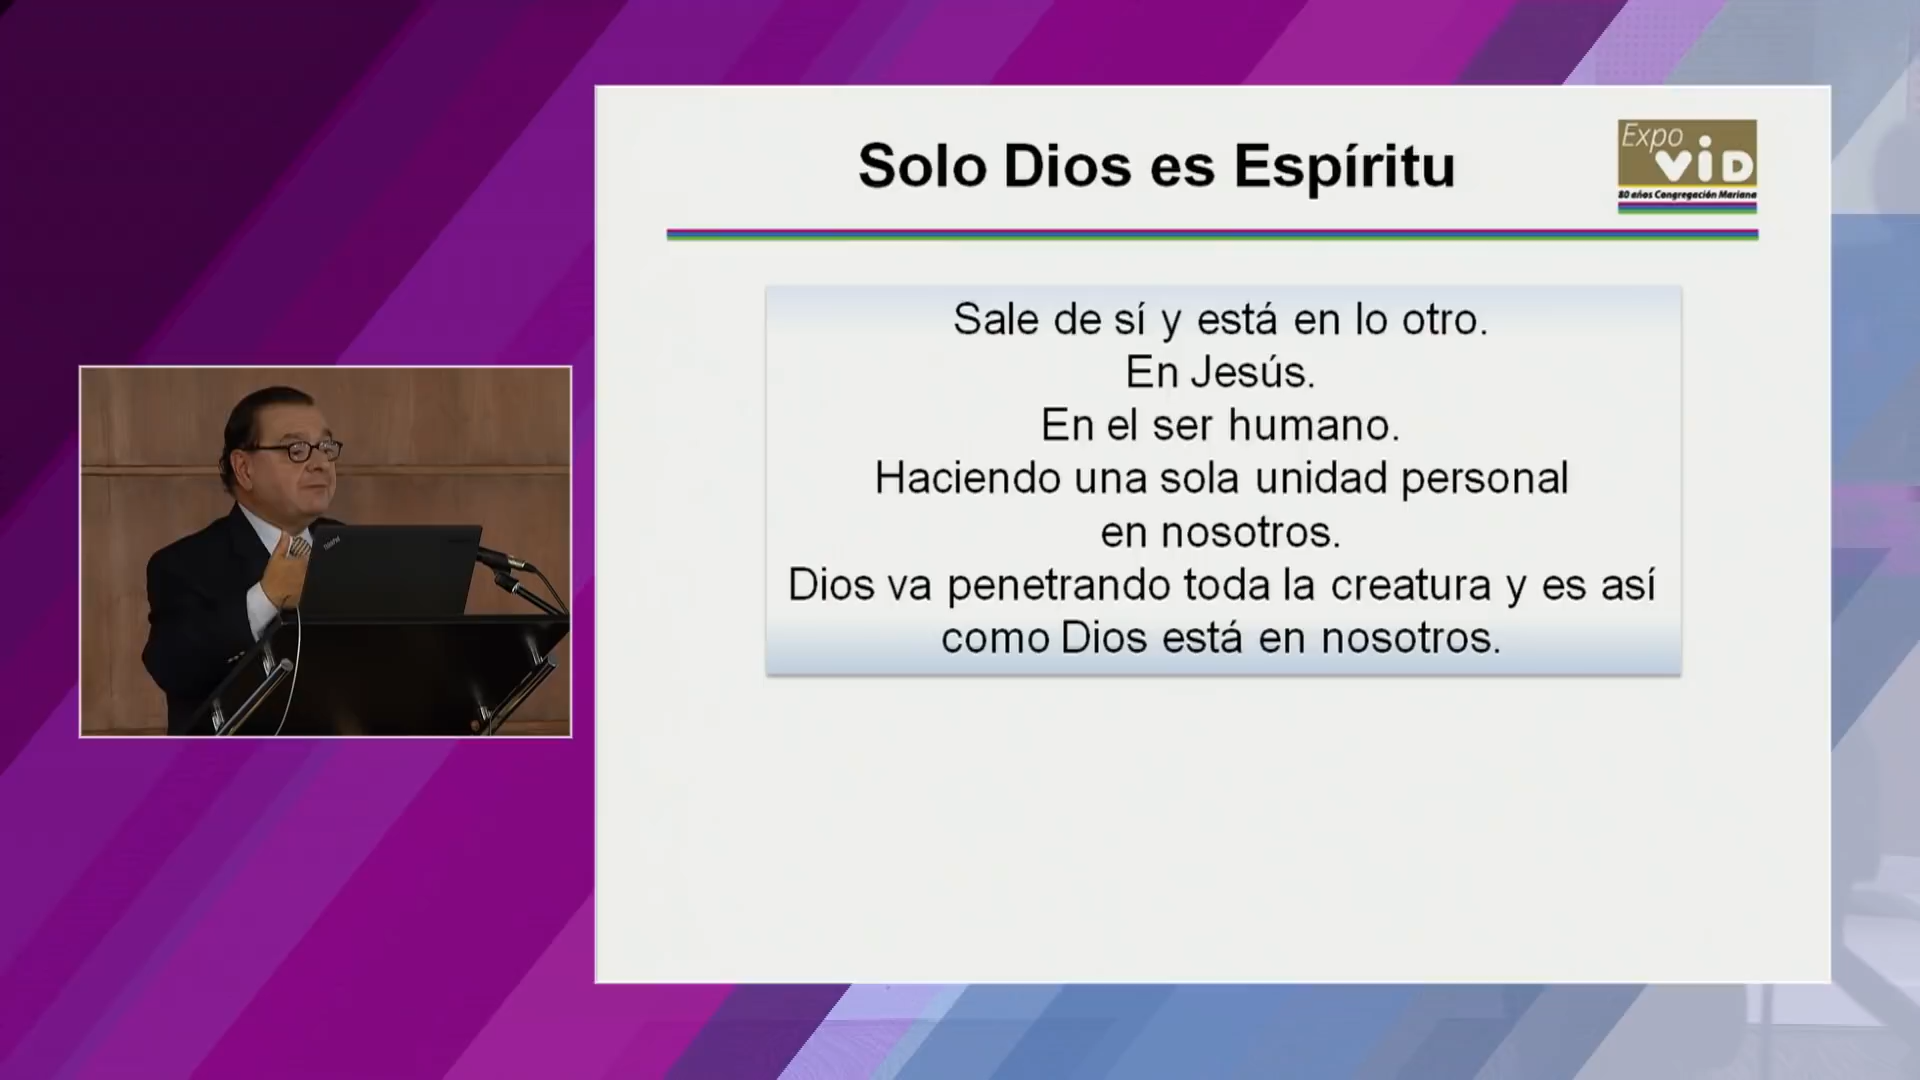 Solo Dios es Espíritu
Expo
ViD
80 años Congregación Mariana
Sale de sí y está en lo otro.
En Jesús.
En el ser humano.
Haciendo una sola unidad personal
en nosotros.
Dios va penetrando toda la creatura y es así
como Dios está en nosotros.
ThinkPad